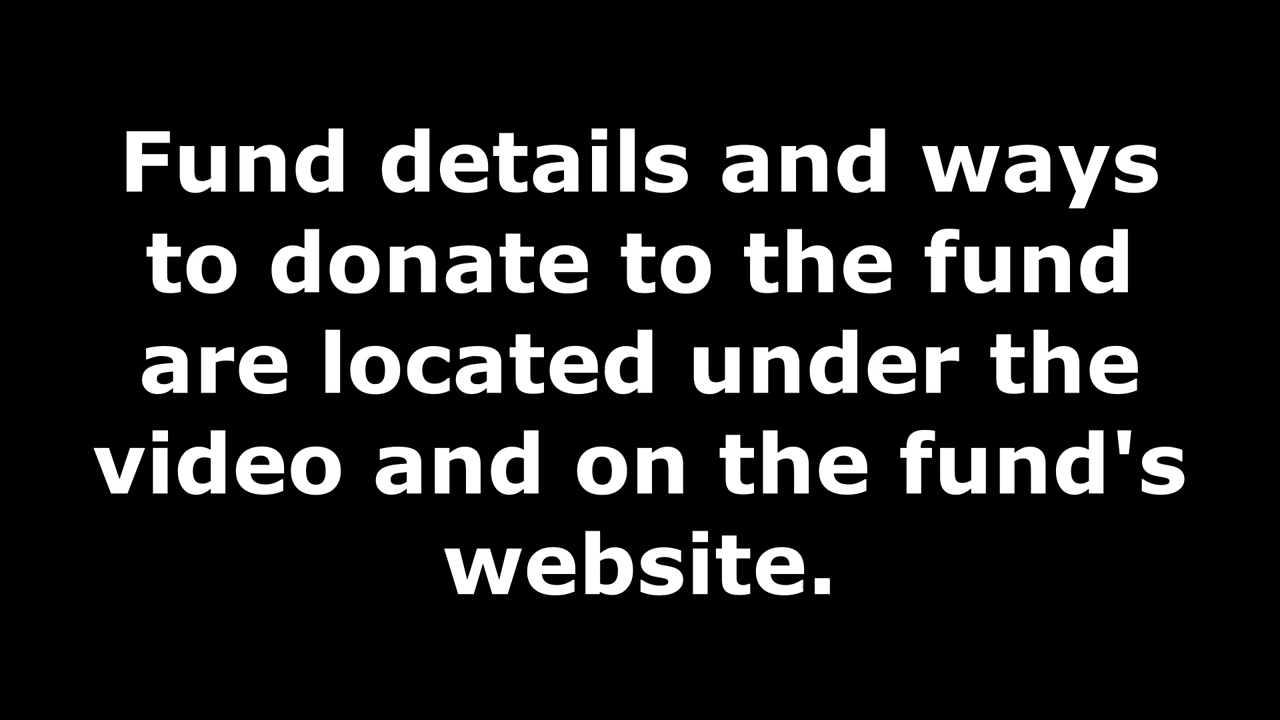 Fund details and ways
to donate to the fund
are located under the
video and on the fund's
website.